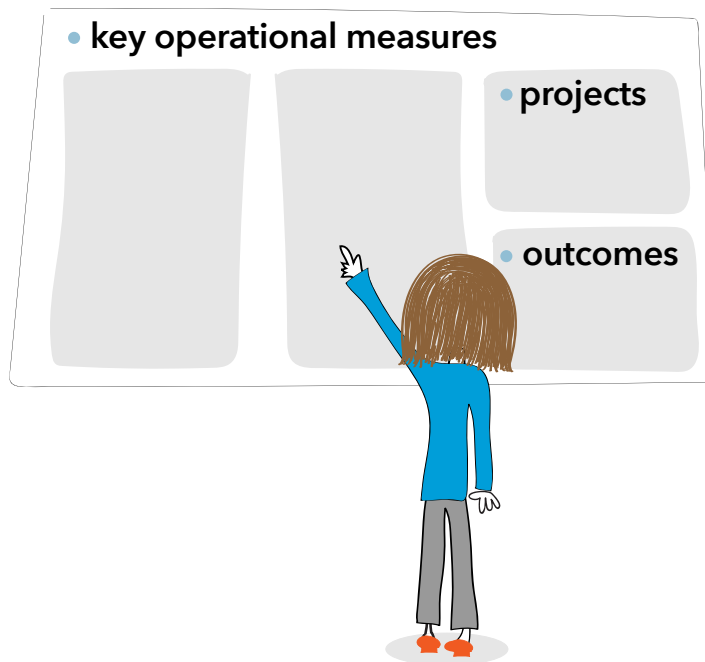 • key operational measures
• projects
• outcomes